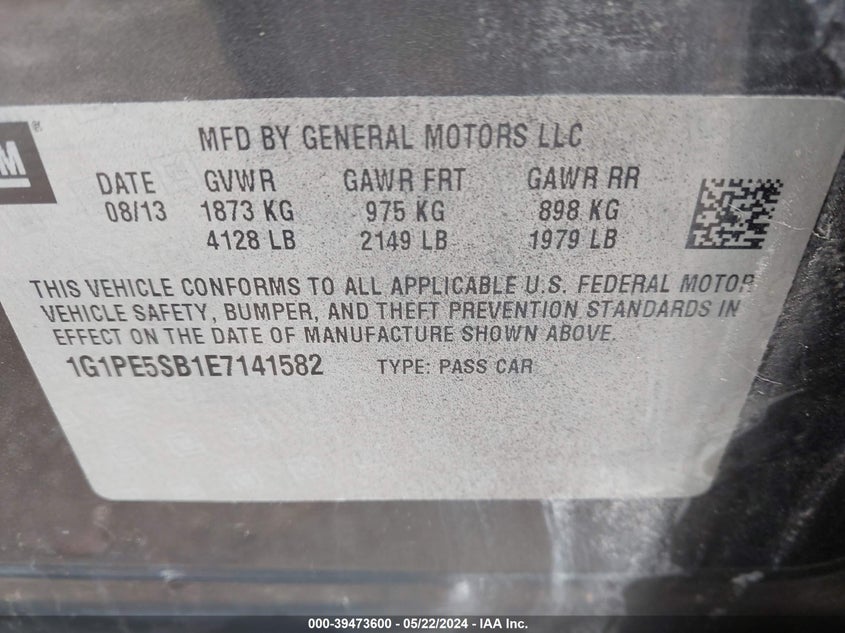 M®
MFD BY GENERAL MOTORS LLC
DATE GVWR GAWR FRT GAWR RR
08/13 1873 KG 975 KG 898 KG
4128 LB 2149 LB 1979 LB
THIS VEHICLE CONFORMS TO ALL APPLICABLE U.S. FEDERAL MOTOR
VEHICLE SAFETY, BUMPER, AND THEFT PREVENTION STANDARDS IN
EFFECT ON THE DATE OF MANUFACTURE SHOWN ABOVE.
1G1PE5SB1E7141582 TYPE: PASS CAR
000-39473600 - 05/22/2024 - IAA Inc.